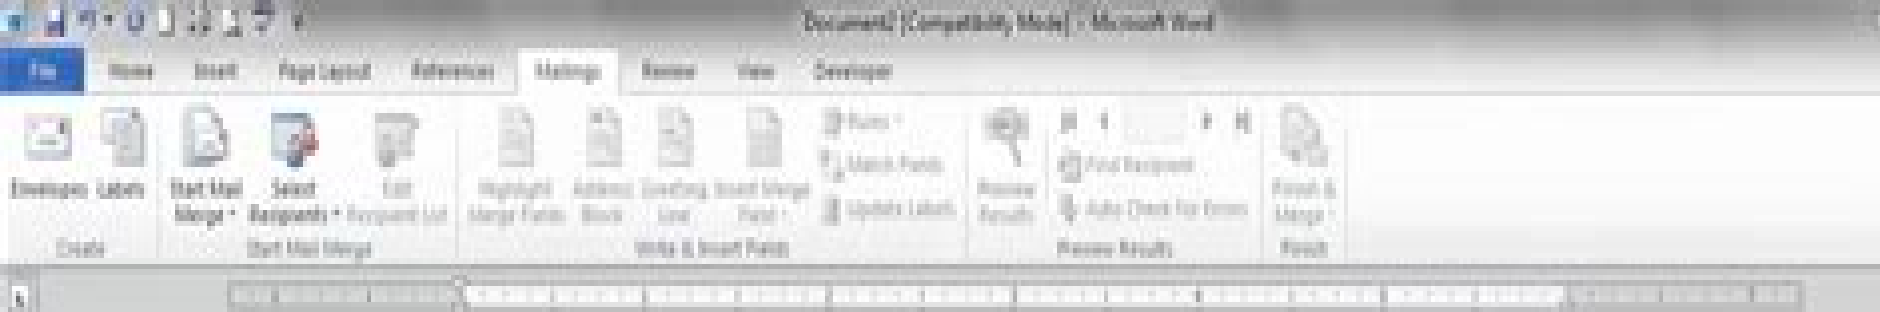 Document2 [Compatibility Mode] - Microsoft Word
File Home Insert Page Layout References Mailings Review View Developer
Envelopes Labels Start Mail Merge Select Recipients Edit Recipient List Highlight Merge Fields Address Block Greeting Line Insert Merge Field Rules Match Fields Update Labels Preview Results Find Recipient Auto Check for Errors Finish & Merge
Create Start Mail Merge Write & Insert Fields Preview Results Finish